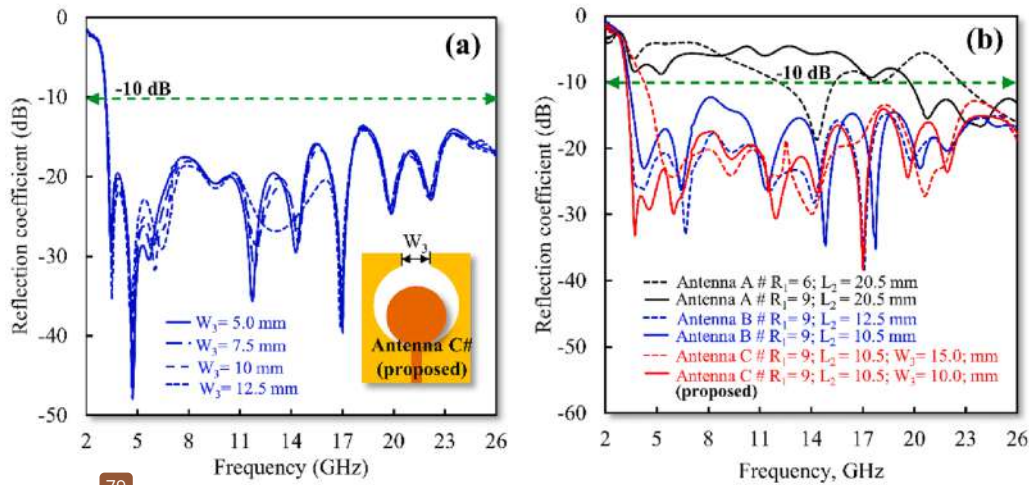 0
-10
-20
-30
-40
-50
Reflection coefficient (dB)
(a)
-10 dB
W3
Antenna C#
(proposed)
W3= 5.0 mm
W3= 7.5 mm
W3= 10 mm
W3= 12.5 mm
2 5 8 11 14 17 20 23 26
Frequency (GHz)
0
-10
-20
-30
-40
-50
-60
Reflection coefficient (dB)
(b)
-10 dB
Antenna A # R1= 6; L2 = 20.5 mm
Antenna A # R1= 9; L2 = 20.5 mm
Antenna B # R1= 9; L2 = 12.5 mm
Antenna B # R1= 9; L2 = 10.5 mm
Antenna C # R1= 9; L2 = 10.5; W3= 15.0; mm
Antenna C # R1= 9; L2 = 10.5; W3= 10.0; mm
(proposed)
2 5 8 11 14 17 20 23 26
Frequency, GHz